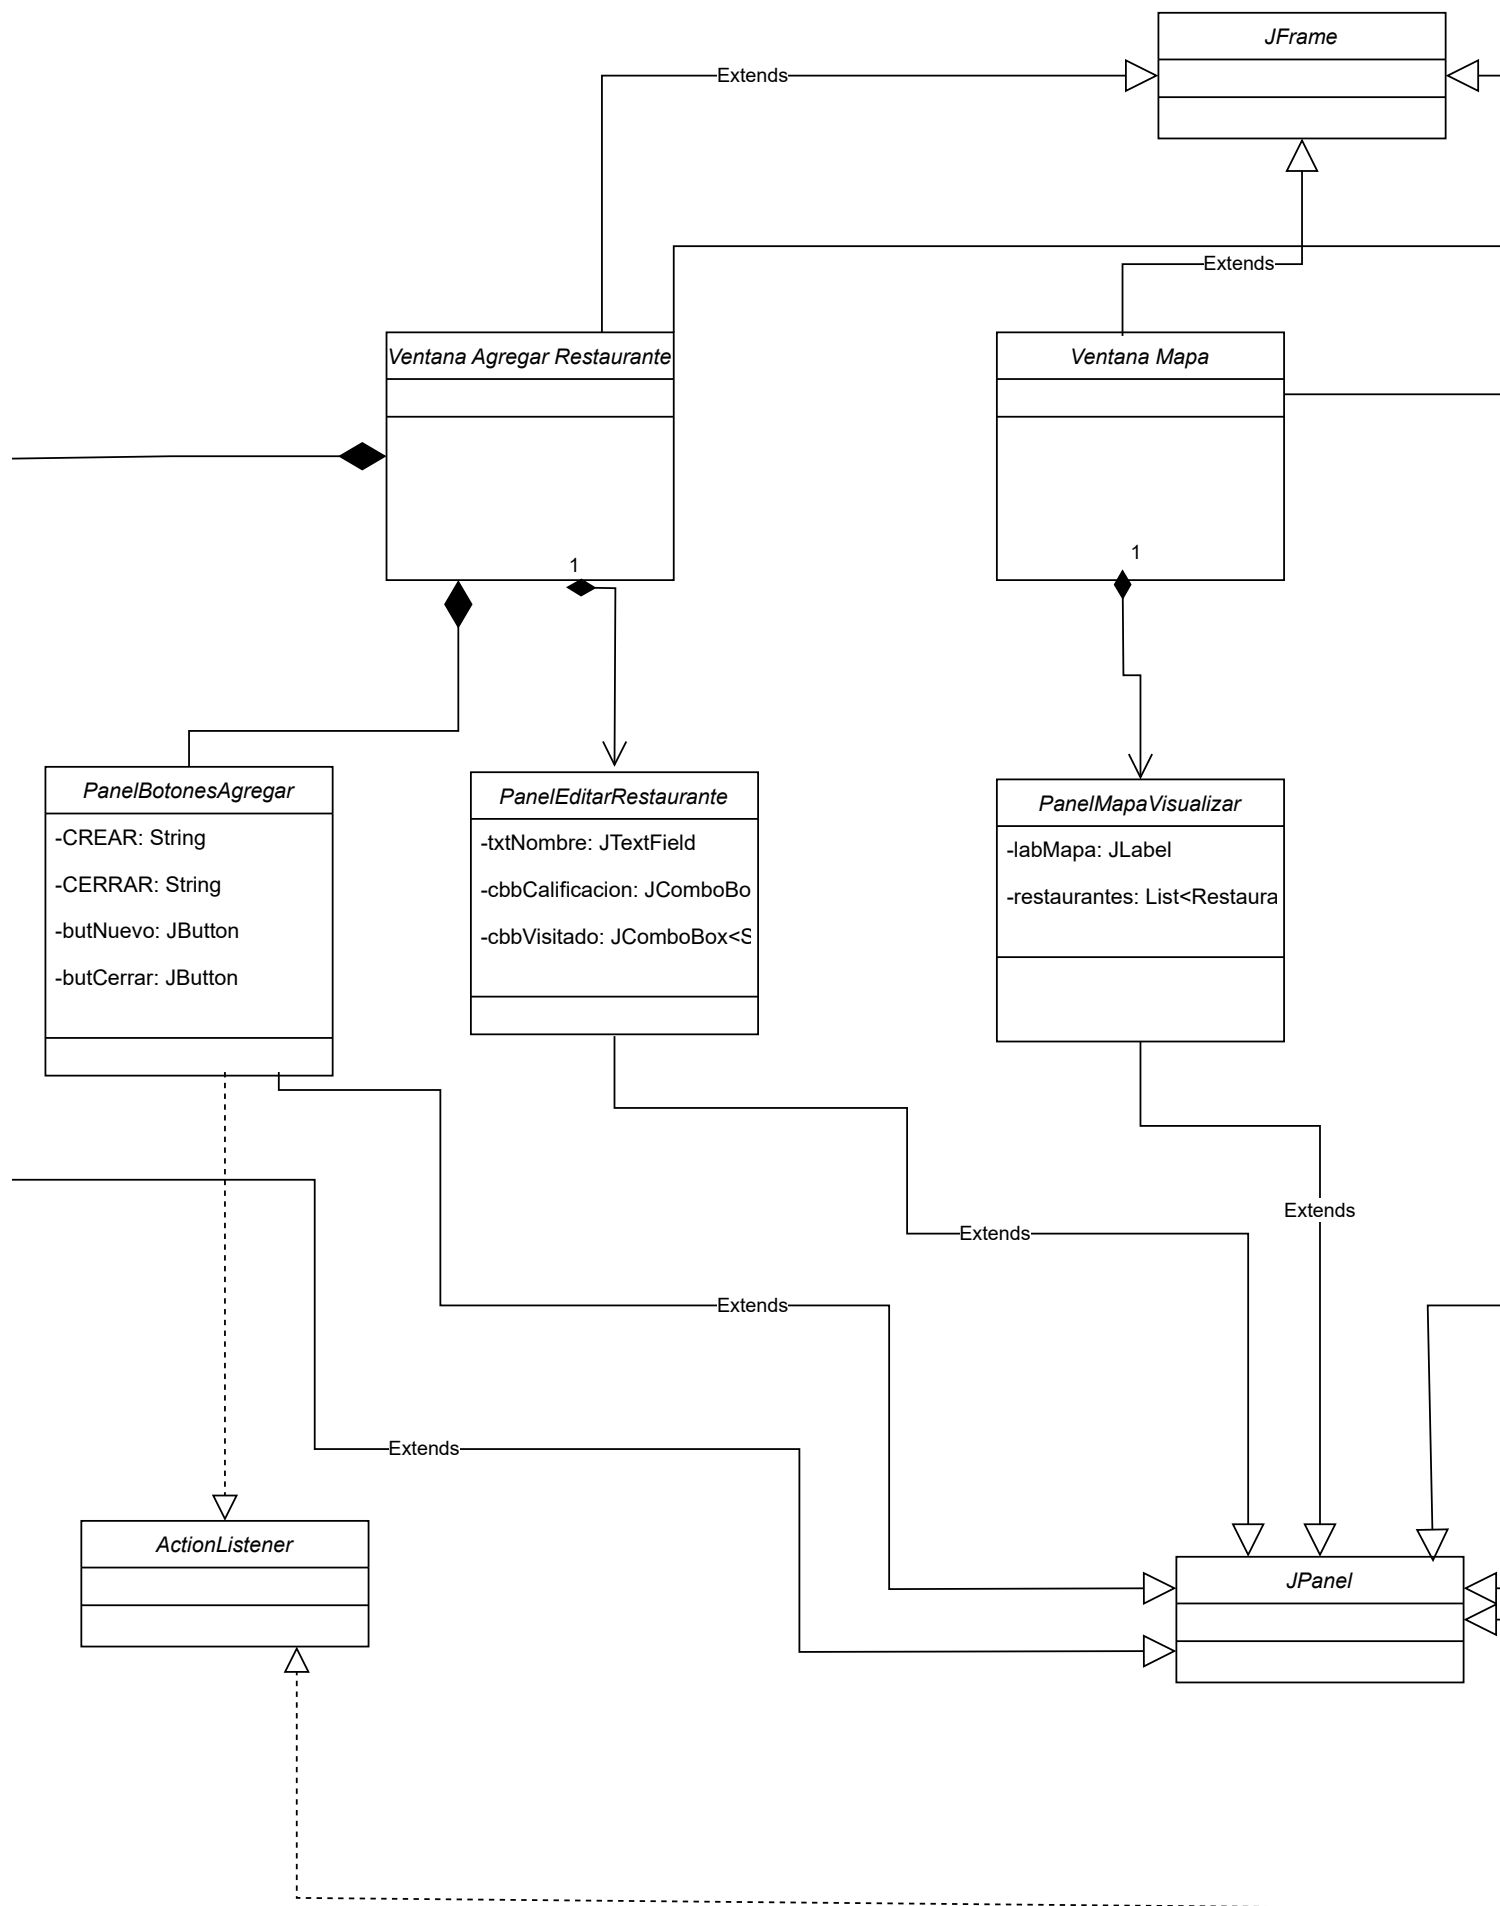 JFrame
Extends
Extends
Ventana Agregar Restaurante
Ventana Mapa
1
1
PanelBotonesAgregar
-CREAR: String
-CERRAR: String
-butNuevo: JButton
-butCerrar: JButton
PanelEditarRestaurante
-txtNombre: JTextField
-cbbCalificacion: JComboBo
-cbbVisitado: JComboBox<S
PanelMapaVisualizar
-labMapa: JLabel
-restaurantes: List<Restaura
Extends
Extends
Extends
Extends
ActionListener
JPanel